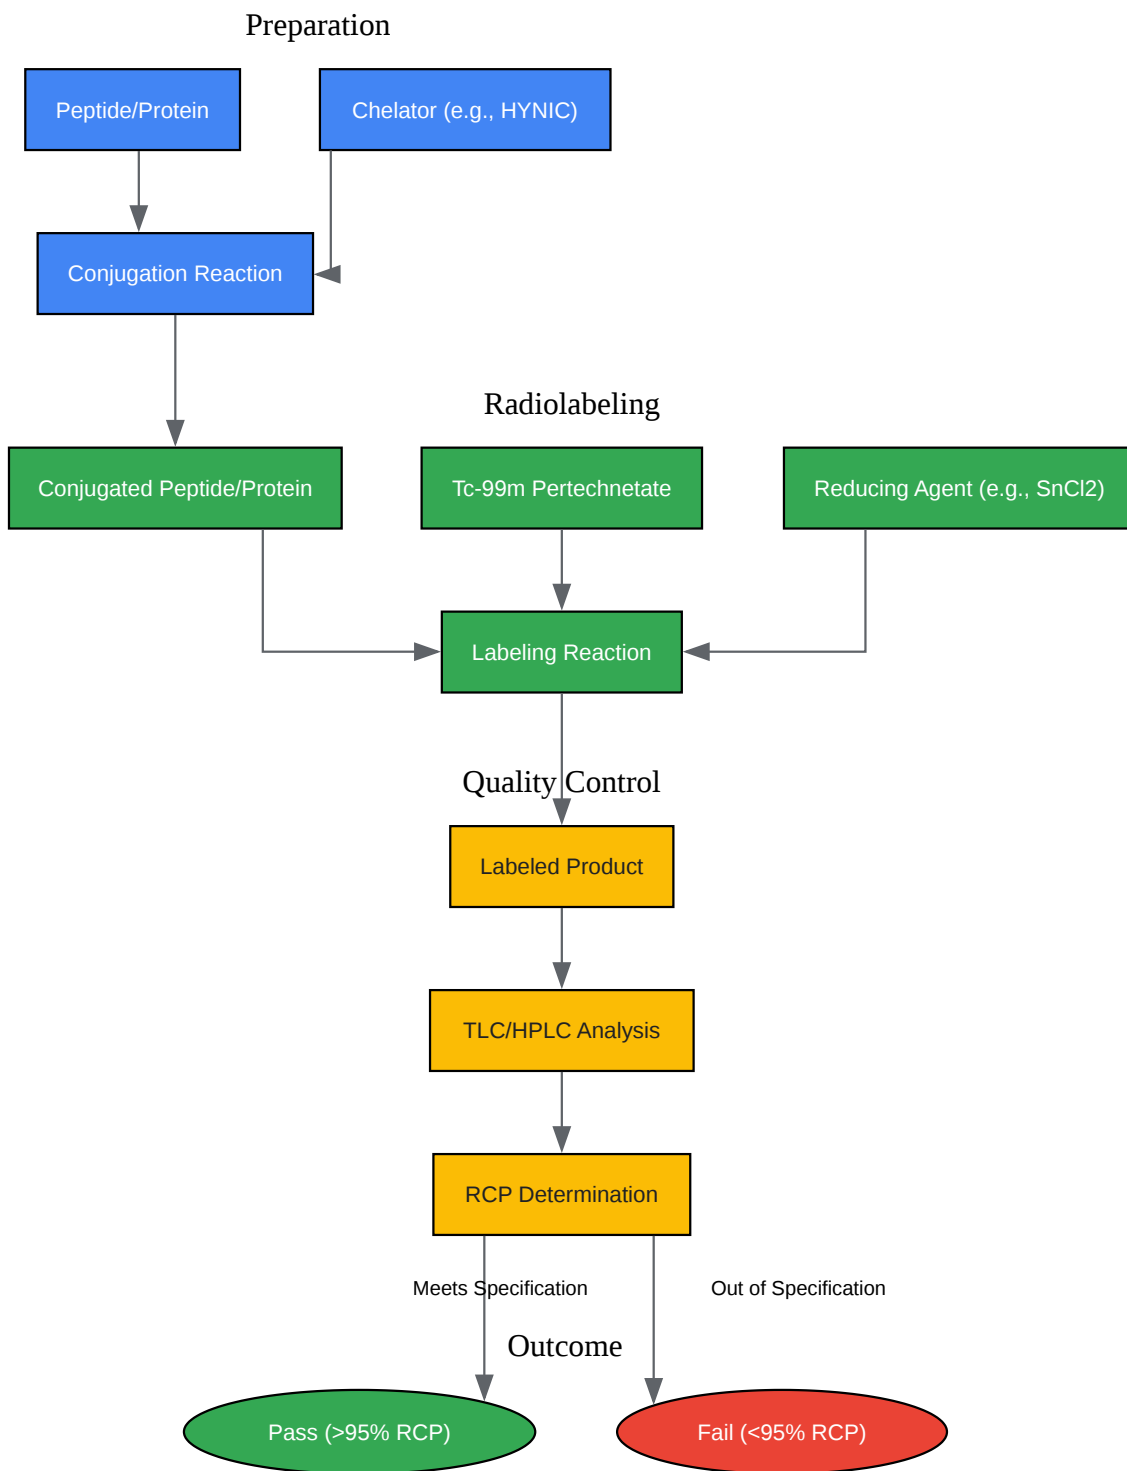 Preparation
Peptide/Protein
Chelator (e.g., HYNIC)
Conjugation Reaction
Radiolabeling
Conjugated Peptide/Protein
Tc-99m Pertechnetate
Reducing Agent (e.g., SnCl2)
Labeling Reaction
Quality Control
Labeled Product
TLC/HPLC Analysis
RCP Determination
Meets Specification
Out of Specification
Outcome
Pass (>95% RCP)
Fail (<95% RCP)